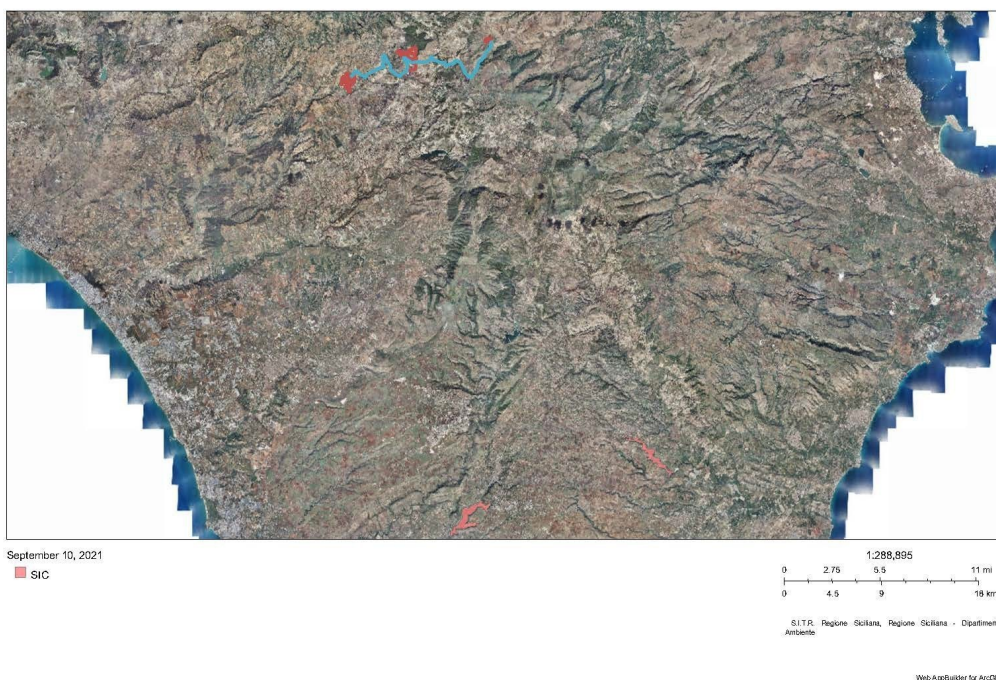 September 10, 2021
SIC
1:288,895
0 2.75 5.5 11 mi
0 4.5 9 18 km
S.I.T.R. Regione Siciliana, Regione Siciliana - Dipartimen
Ambiente
Web AppBuilder for ArcGI